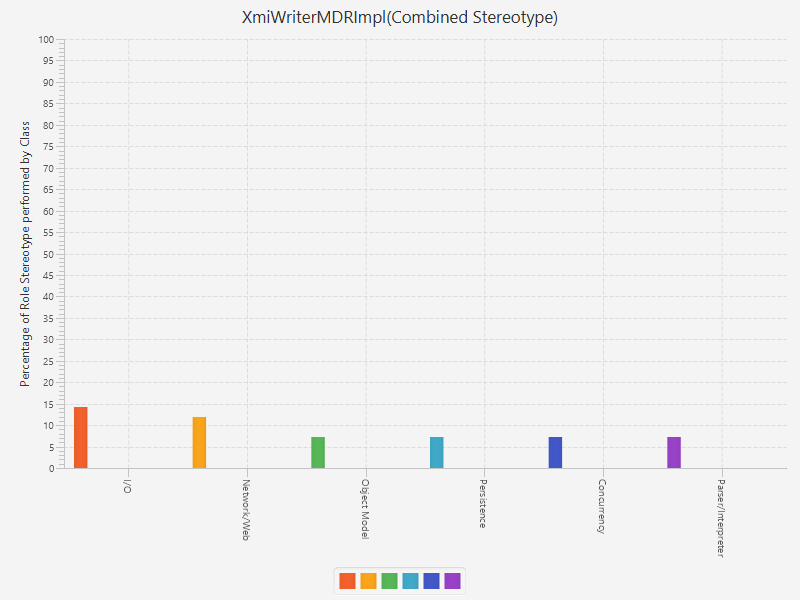 XmiWriterMDRImpl(Combined Stereotype)
Percentage of Role Stereotype performed by Class
100
95
90
85
80
75
70
65
60
55
50
45
40
35
30
25
20
15
10
5
0
I/O
Network/Web
Object Model
Persistence
Concurrency
Parser/Interpreter